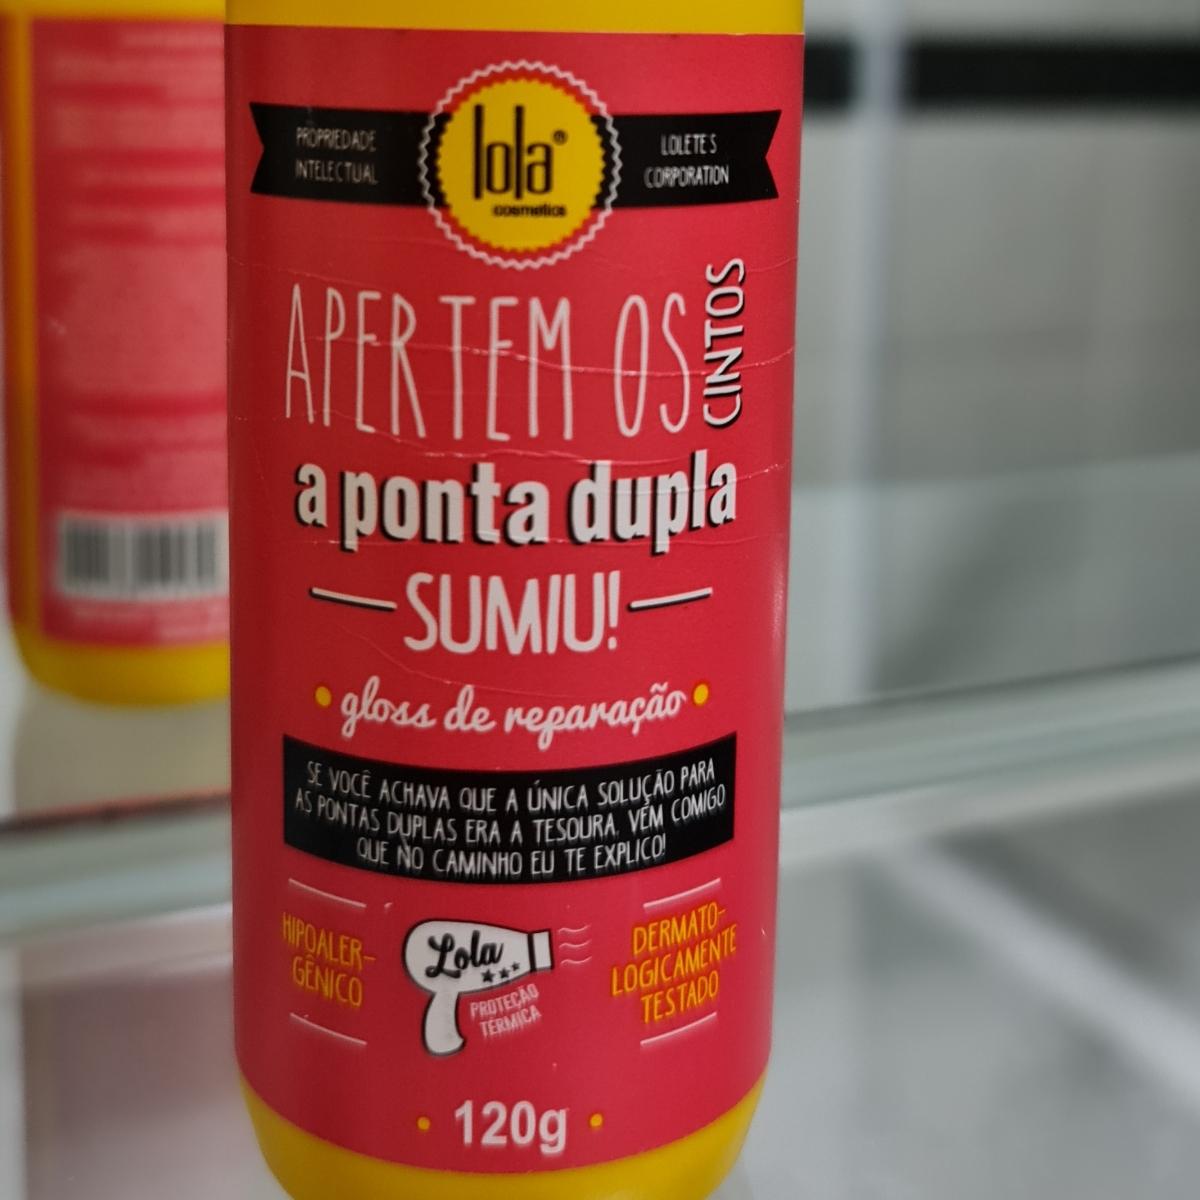 PROPRIEDADE
INTELECTUAL
lola®
cosmetics
LOLETES
CORPORATION
APERTEM OS
CINTOS
a ponta dupla
SUMIU!
gloss de reparação
SE VOCÊ ACHAVA QUE A ÚNICA SOLUÇÃO PARA
AS PONTAS DUPLAS ERA A TESOURA, VEM COMIGO
QUE NO CAMINHO EU TE EXPLICO!
HIPOALER-
GÊNICO
Lola
PROTEÇÃO
TÉRMICA
DERMATO-
LOGICAMENTE
TESTADO
120g